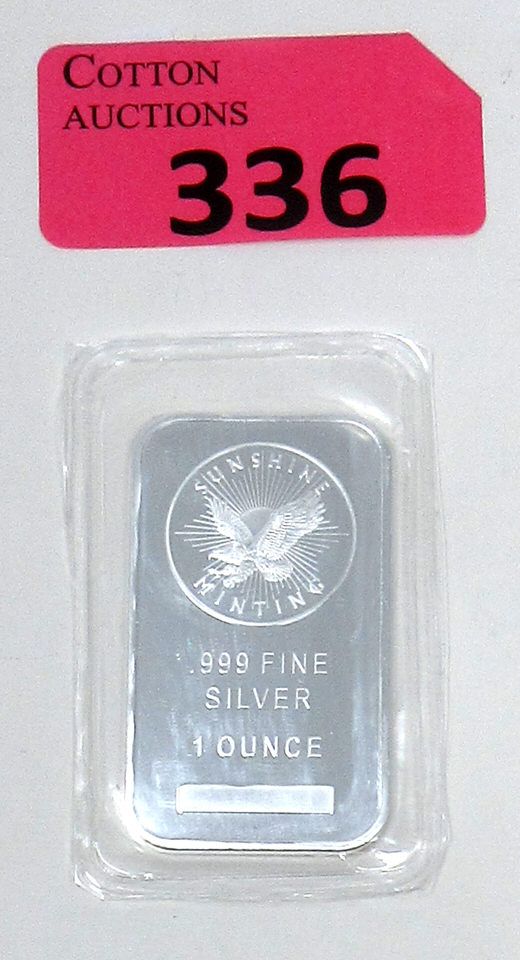 COTTON
AUCTIONS
336
SUNSHINE
MINTING
.999 FINE
SILVER
1 OUNCE